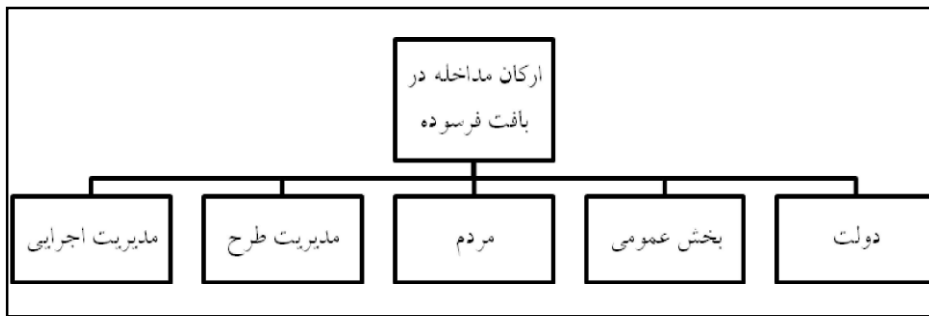 ارکان مداخله در
بافت فرسوده
دولت
بخش عمومی
مردم
مدیریت طرح
مدیریت اجرایی